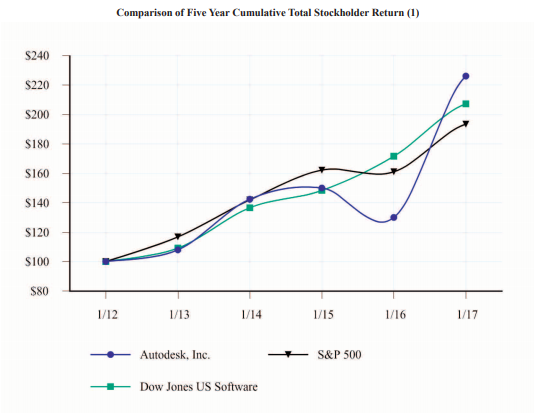 Comparison of Five Year Cumulative Total Stockholder Return (1)
$240
$220
$200
$180
$160
$140
$120
$100
$80
1/12 1/13 1/14 1/15 1/16 1/17
Autodesk, Inc. S&P 500
Dow Jones US Software